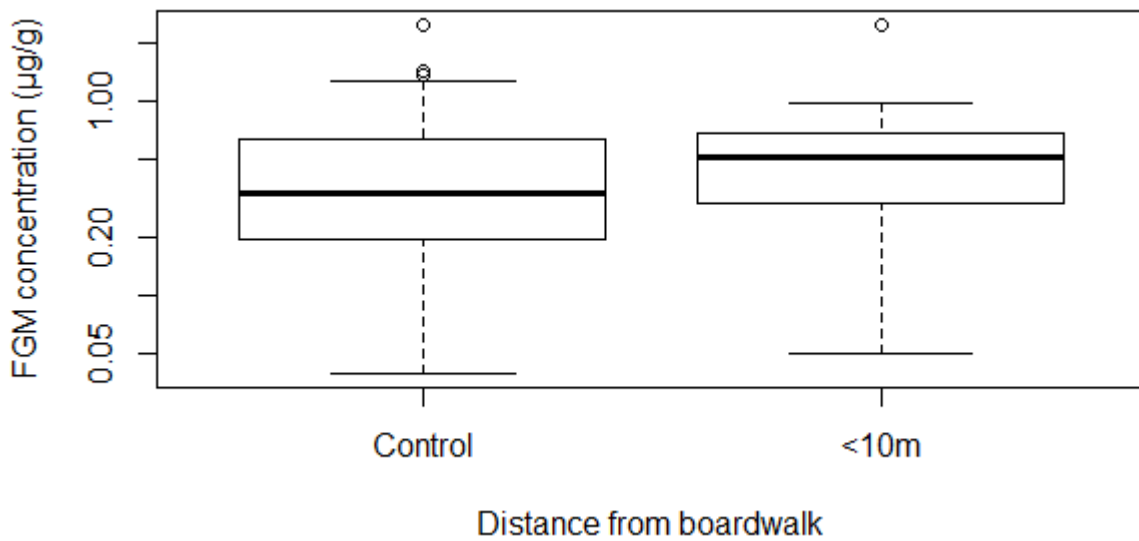 FGM concentration (µg/g)
1.00
0.20
0.05
Control
<10m
Distance from boardwalk